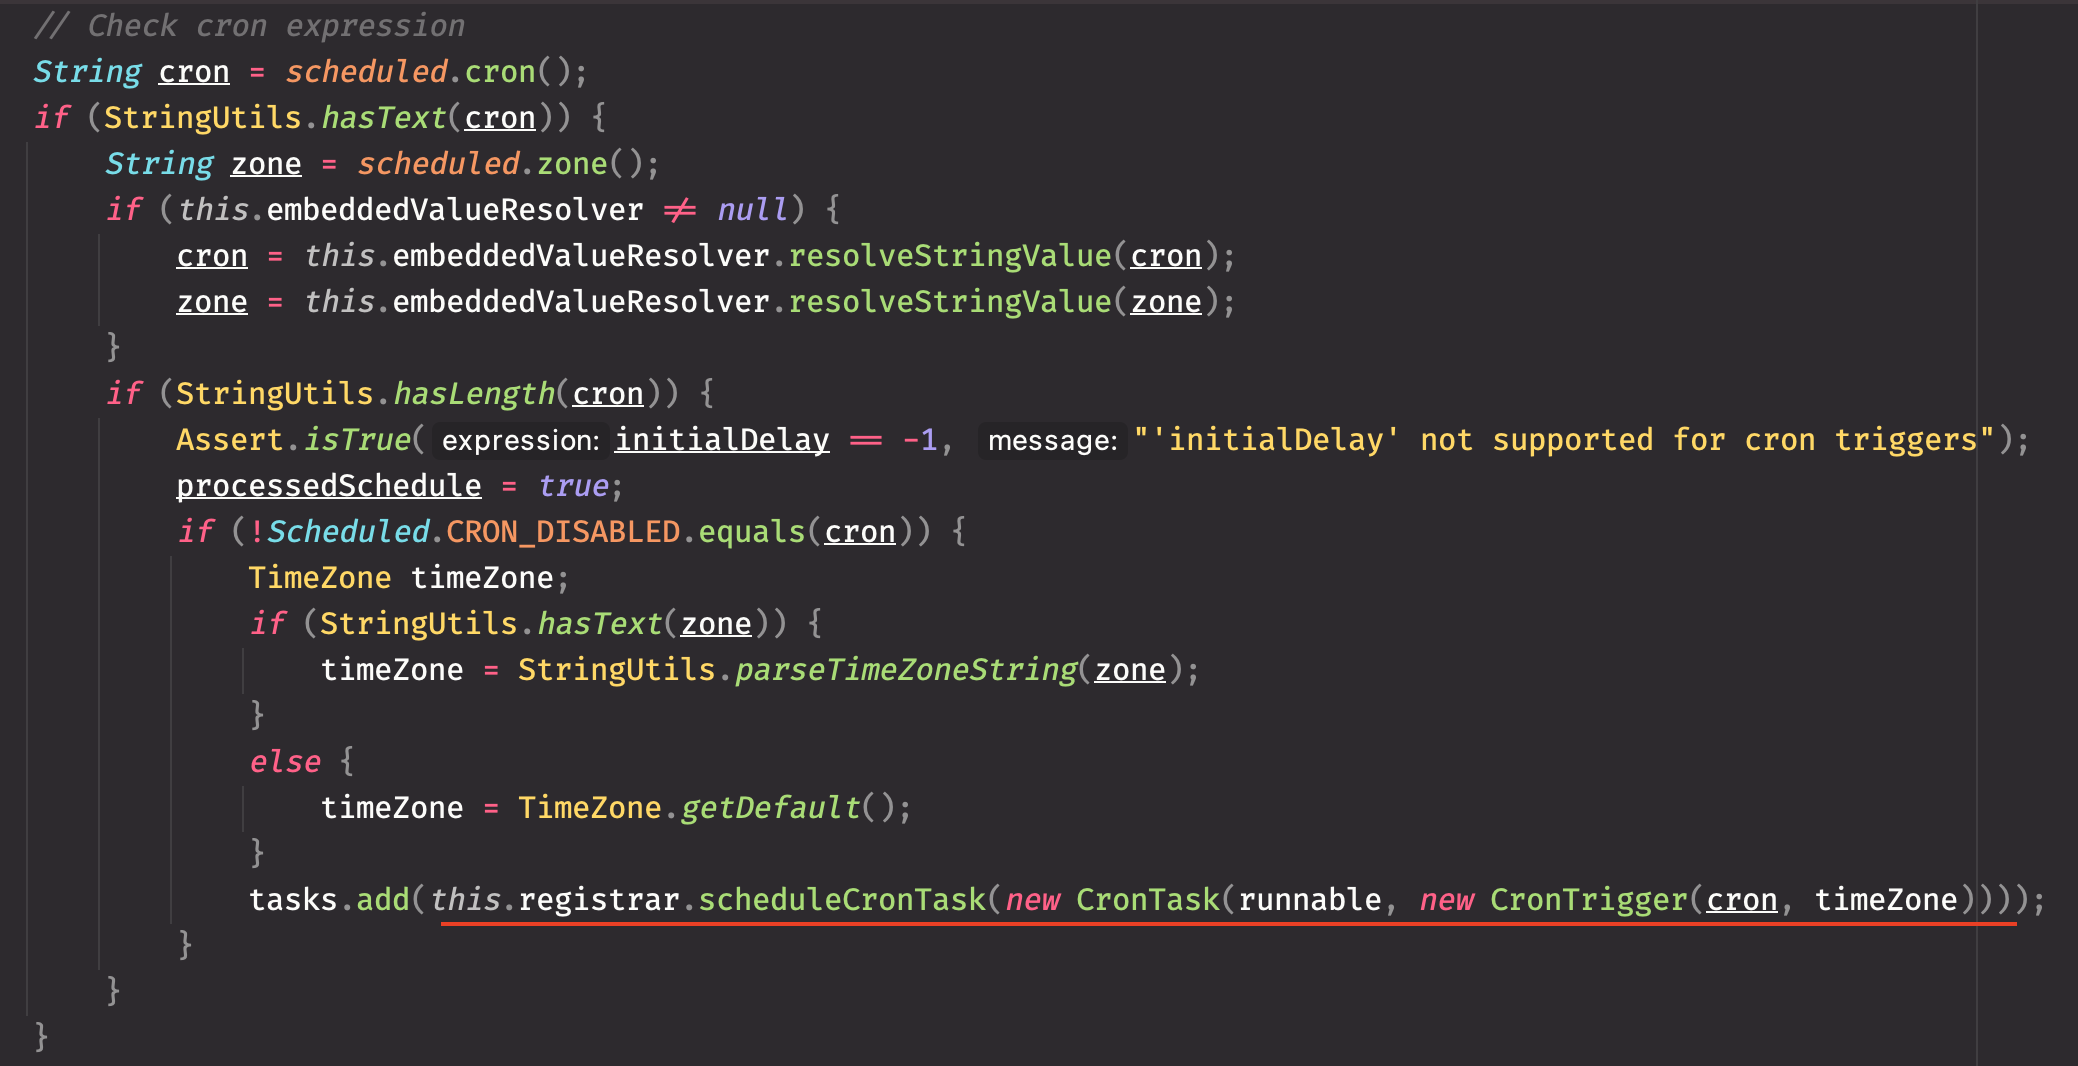 // Check cron expression
String cron = scheduled.cron();
if (StringUtils.hasText(cron)) {
String zone = scheduled.zone();
if (this.embeddedValueResolver ≠ null) {
cron = this.embeddedValueResolver.resolveStringValue(cron);
zone = this.embeddedValueResolver.resolveStringValue(zone);
}
if (StringUtils.hasLength(cron)) {
Assert.isTrue( expression: initialDelay == -1, message: "'initialDelay' not supported for cron triggers");
processedSchedule = true;
if (!Scheduled.CRON_DISABLED.equals(cron)) {
TimeZone timeZone;
if (StringUtils.hasText(zone)) {
timeZone = StringUtils.parseTimeZoneString(zone);
}
else {
timeZone = TimeZone.getDefault();
}
tasks.add(this.registrar.scheduleCronTask(new CronTask(runnable, new CronTrigger(cron, timeZone))));
}
}
}